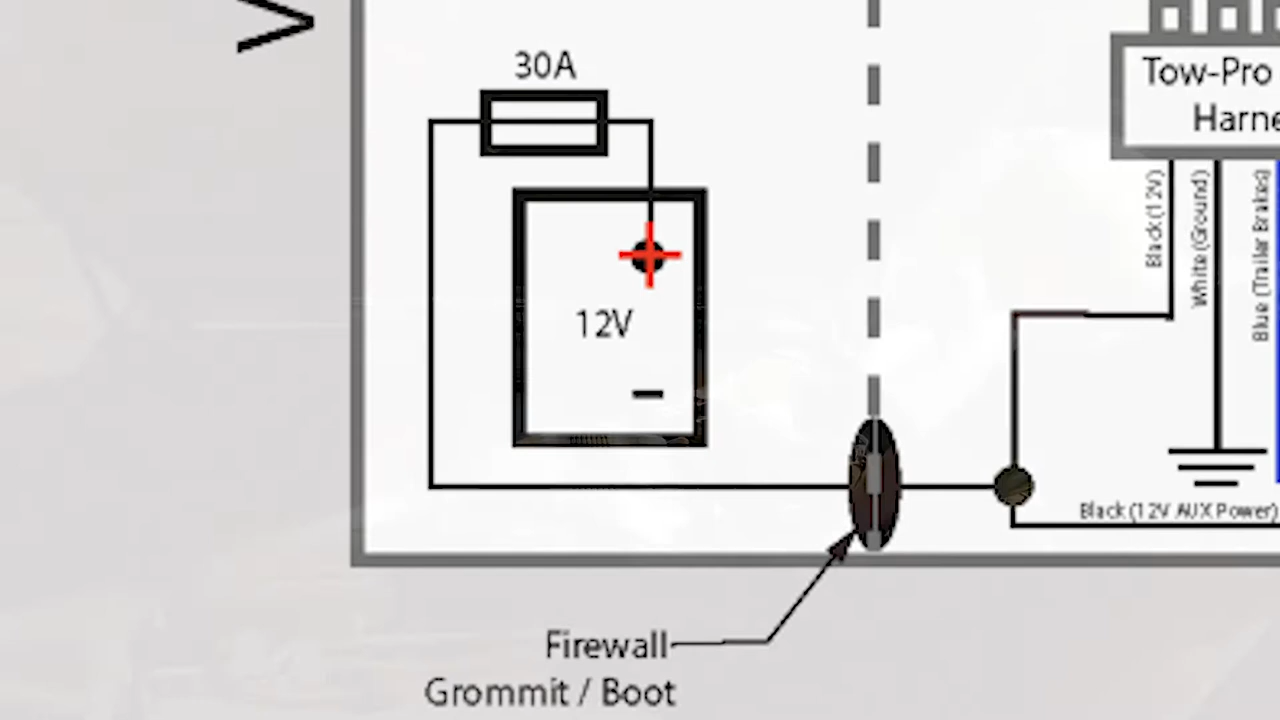 30A
Tow-Pro
Harne
12V
Black (12V)
White (Ground)
Blue (Trailer Brakes)
Black (12V AUX Power)
Firewall
Grommit / Boot